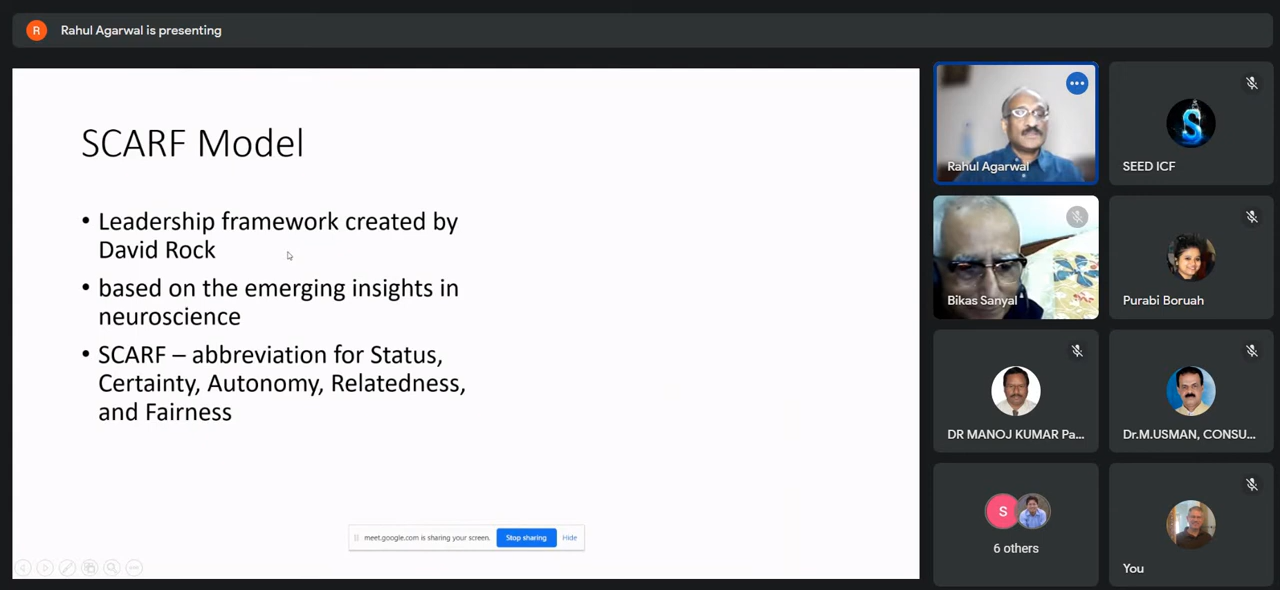 R Rahul Agarwal is presenting
SCARF Model
• Leadership framework created by
David Rock
• based on the emerging insights in
neuroscience
• SCARF – abbreviation for Status,
Certainty, Autonomy, Relatedness,
and Fairness
meet.google.com is sharing your screen. Stop sharing Hide
Rahul Agarwal
S
SEED ICF
Bikas Sanyal
Purabi Boruah
DR MANOJ KUMAR Pa...
Dr.M.USMAN, CONSU...
S
6 others
You